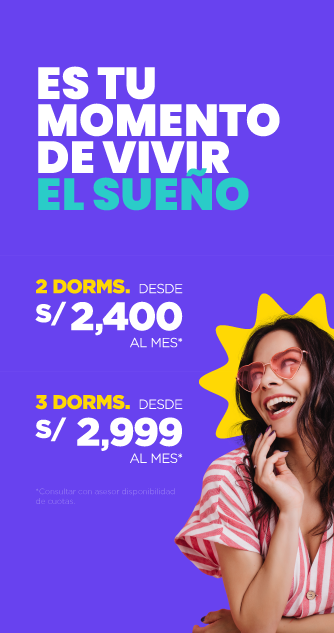 ES TU
MOMENTO
DE VIVIR
EL SUEÑO
2 DORMS. DESDE
S/ 2,400
AL MES*
3 DORMS. DESDE
S/ 2,999
AL MES*
*Consultar con asesor disponibilidad
de cuotas